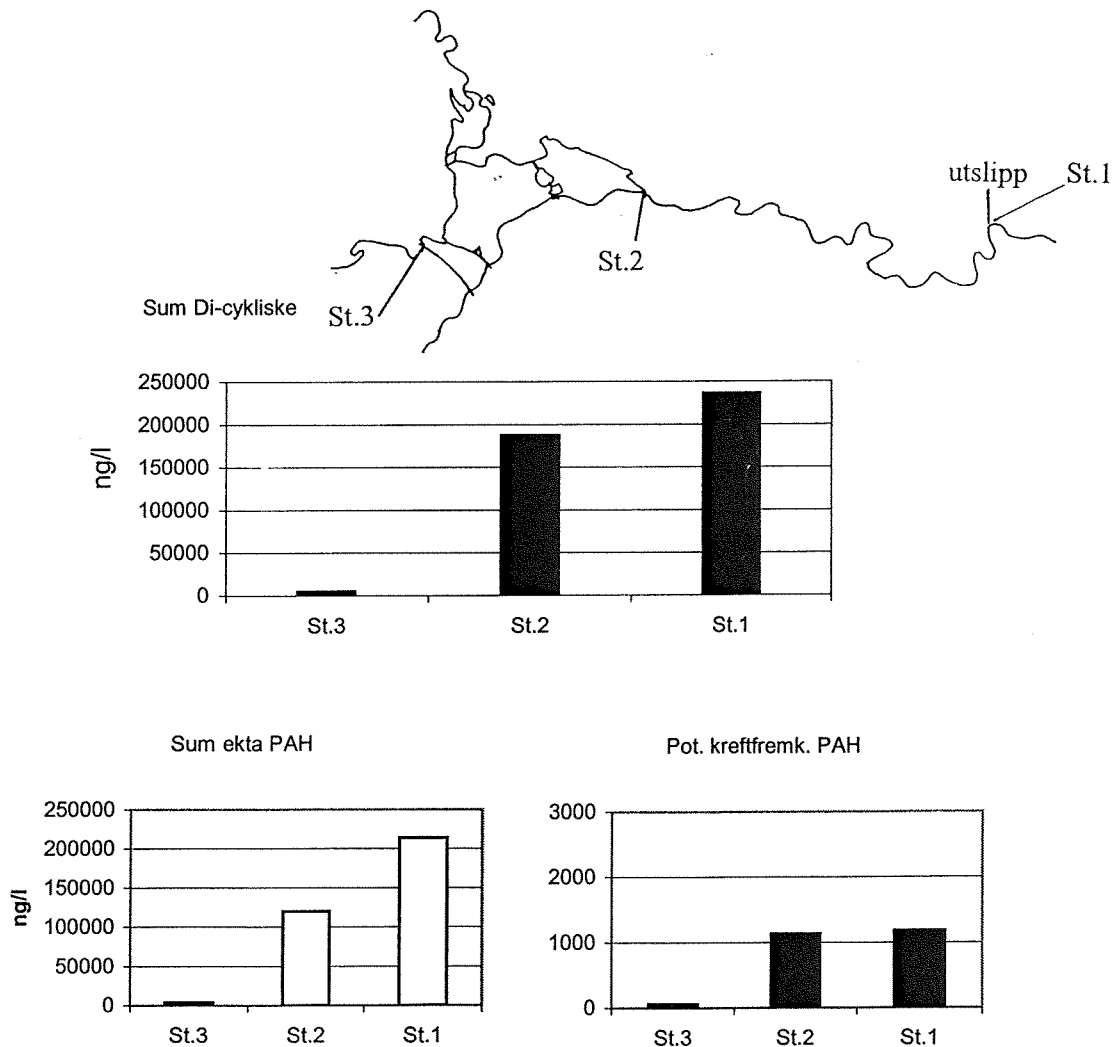 utslipp St.1
St.2
Sum Di-cykliske
St.3
ng/l
250000
200000
150000
100000
50000
0
St.3 St.2 St.1
Sum ekta PAH
ng/l
250000
200000
150000
100000
50000
0
St.3 St.2 St.1
Pot. kreftfremk. PAH
3000
2000
1000
0
St.3 St.2 St.1